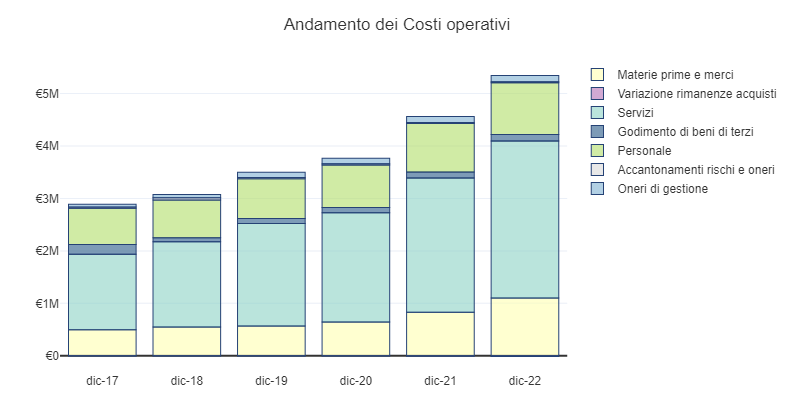 Andamento dei Costi operativi
€5M
€4M
€3M
€2M
€1M
€0
dic-17
dic-18
dic-19
dic-20
dic-21
dic-22
Materie prime e merci
Variazione rimanenze acquisti
Servizi
Godimento di beni di terzi
Personale
Accantonamenti rischi e oneri
Oneri di gestione